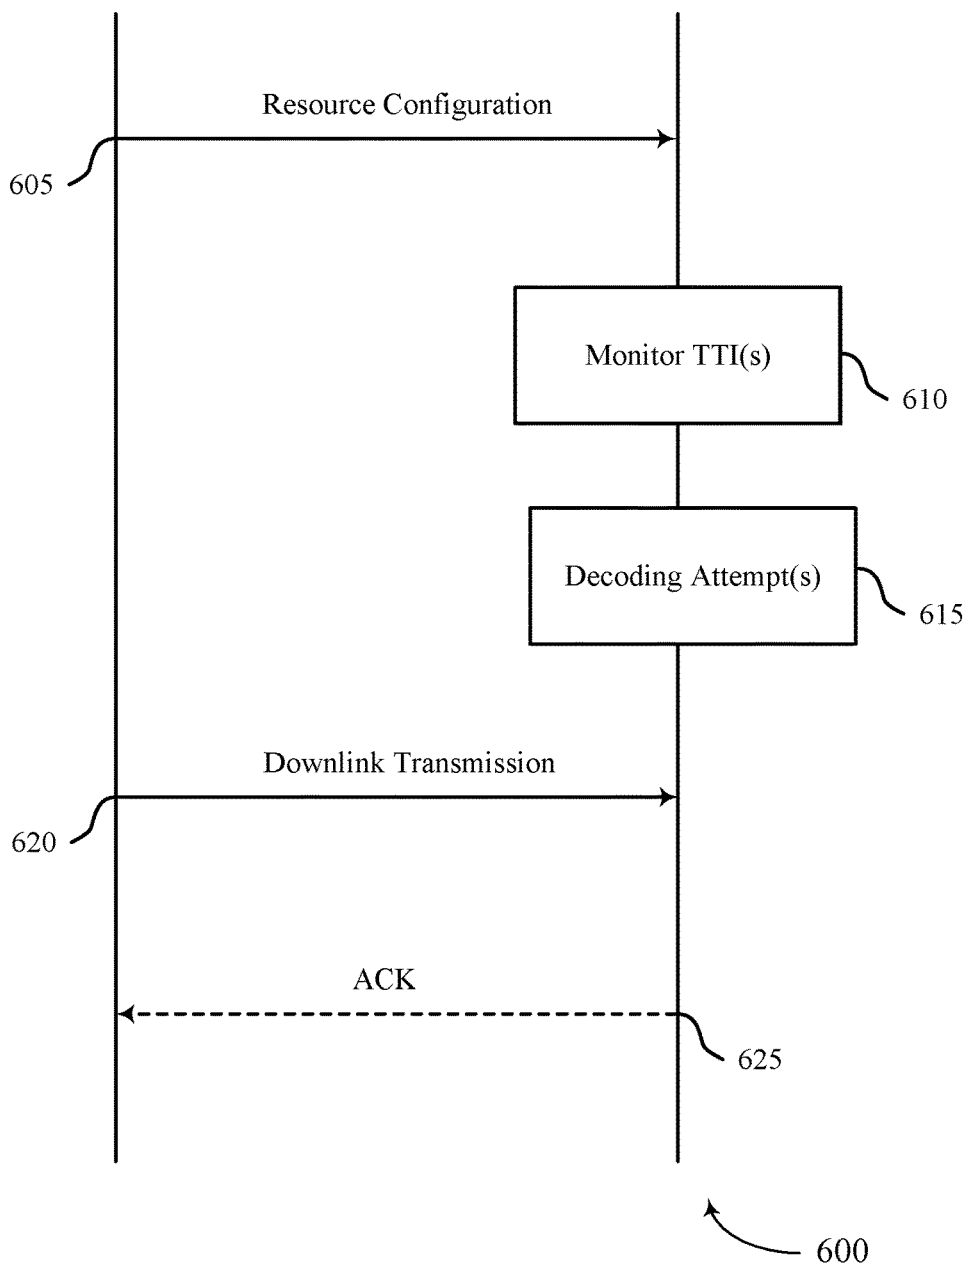 Resource Configuration
605
Monitor TTI(s)
610
Decoding Attempt(s)
615
Downlink Transmission
620
ACK
625
600